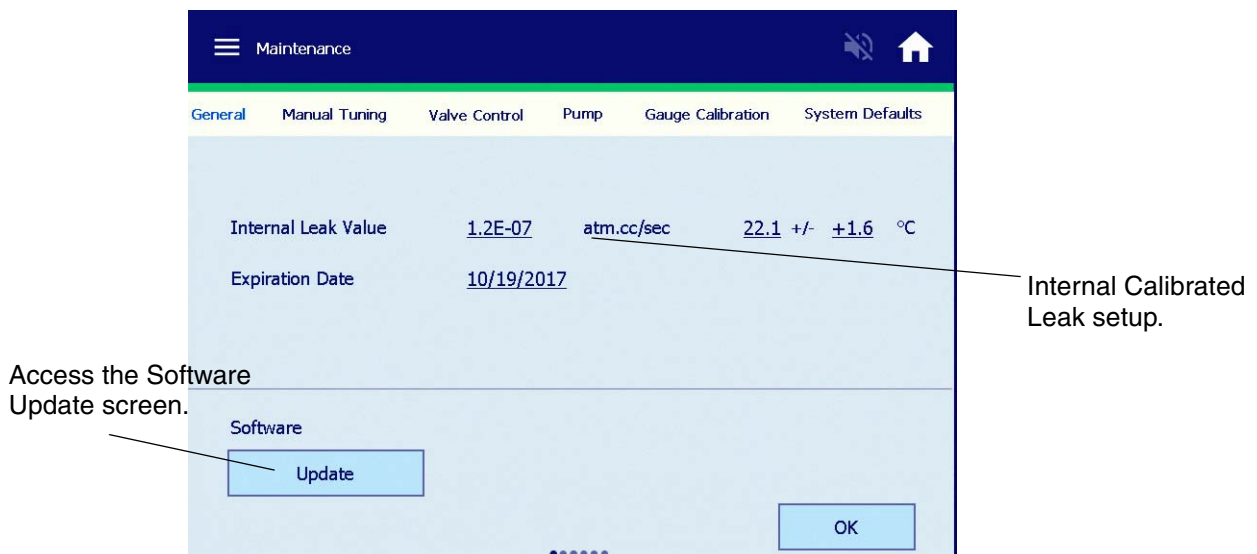 Maintenance
General Manual Tuning Valve Control Pump Gauge Calibration System Defaults
Internal Leak Value 1.2E-07 atm.cc/sec 22.1 +/- +1.6 °C
Expiration Date 10/19/2017
Internal Calibrated
Leak setup.
Access the Software
Update screen.
Software
Update
OK